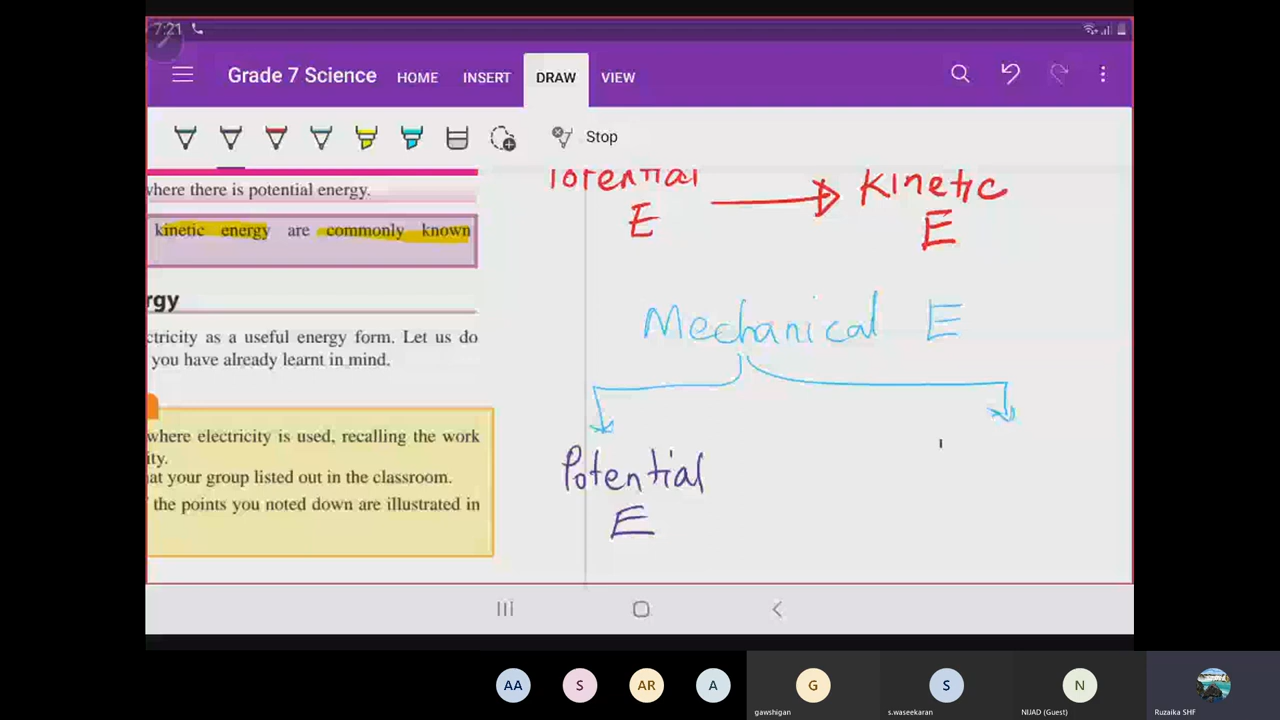 7:21
Grade 7 Science HOME INSERT DRAW VIEW
Stop
where there is potential energy.
kinetic energy are commonly known
rgy
ctricity as a useful energy form. Let us do
you have already learnt in mind.
where electricity is used, recalling the work
ity.
at your group listed out in the classroom.
the points you noted down are illustrated in
Potential
E
Kinetic
E
Mechanical E
Potential
E
AA S AR A G S N
gawshigan s.waseekaran NIJAD (Guest) Ruzaika SHF